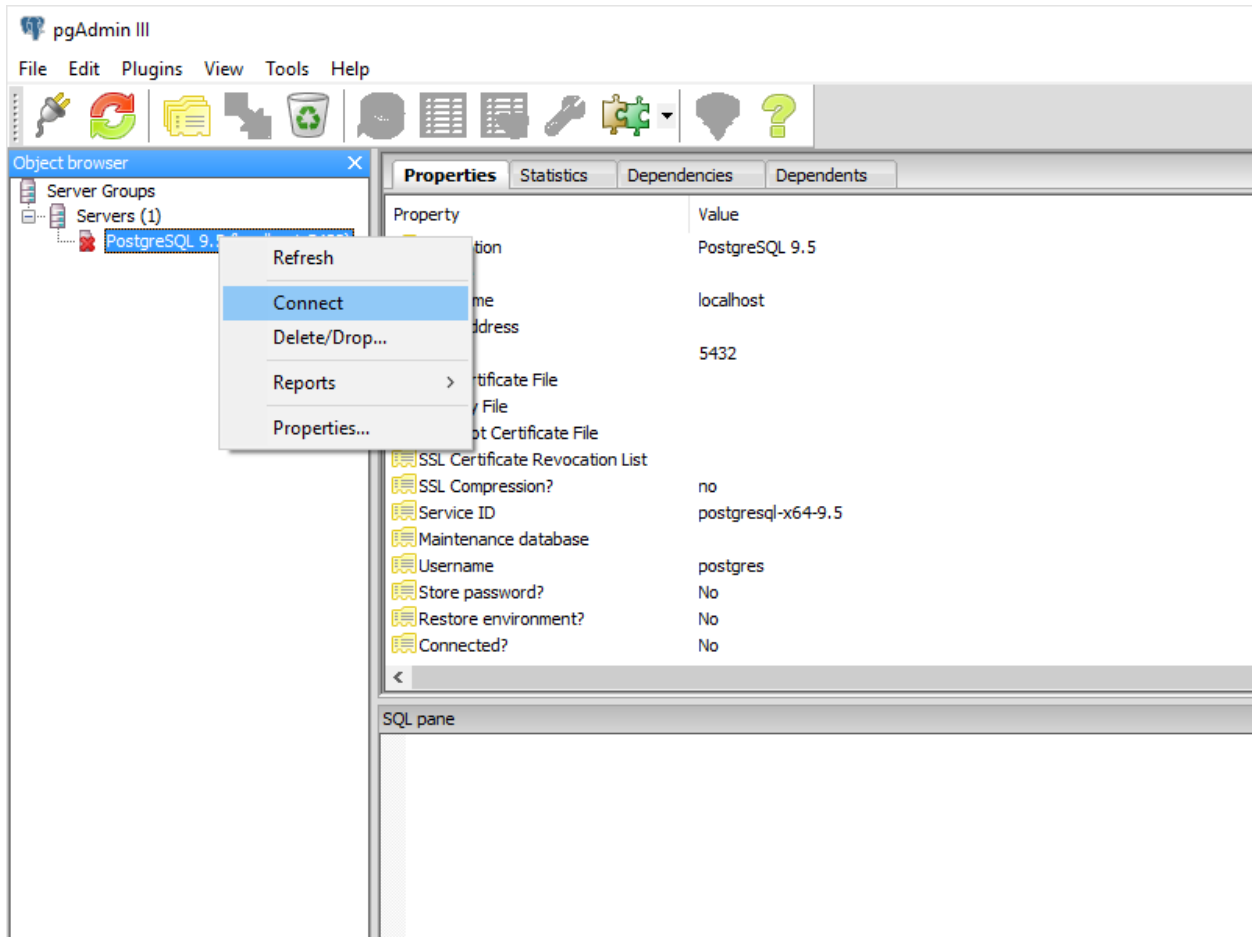 pgAdmin III
File Edit Plugins View Tools Help
Object browser
Server Groups
Servers (1)
PostgreSQL 9.5
Refresh
Connect
Delete/Drop...
Reports
Properties...
Properties Statistics Dependencies Dependents
Property Value
PostgreSQL 9.5
localhost
5432
File
Certificate File
SSL Certificate Revocation List
SSL Compression? no
Service ID postgresql-x64-9.5
Maintenance database
Username postgres
Store password? No
Restore environment? No
Connected? No
SQL pane